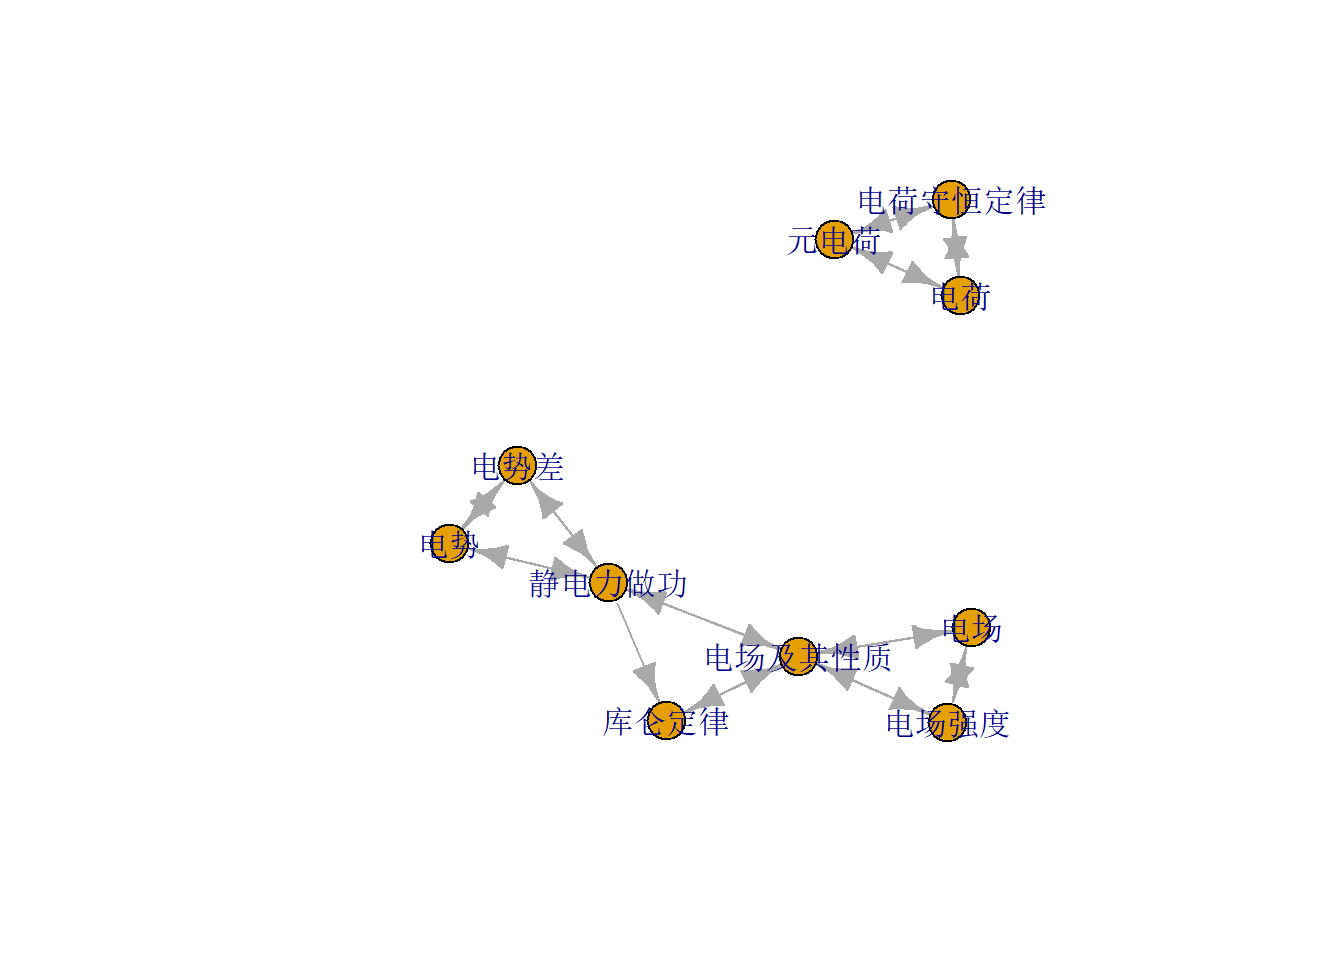 电荷守恒定律
元电荷
电荷
电势差
电势
静电力做功
电场
电场及其性质
库仑定律
电场强度